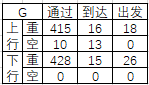 G 通过 到达 出发
上行 重 415 16 18
空 10 13 0
下行 重 428 15 26
空 0 0 0